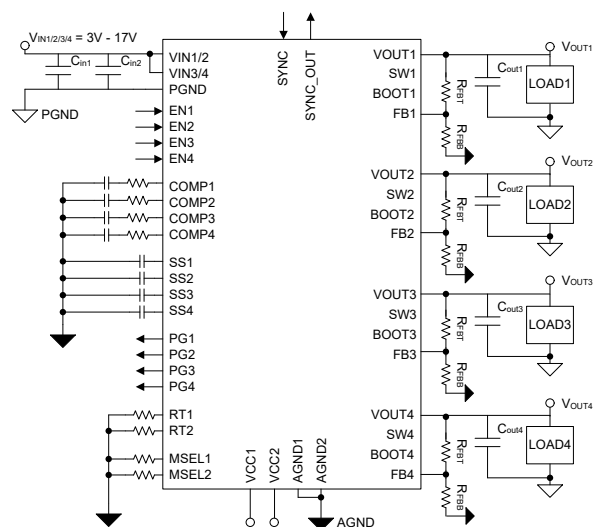 VIN1/2/3/4 = 3V - 17V
Cin1
Cin2
PGND
VIN1/2
VIN3/4
PGND
EN1
EN2
EN3
EN4
COMP1
COMP2
COMP3
COMP4
SS1
SS2
SS3
SS4
PG1
PG2
PG3
PG4
RT1
RT2
MSEL1
MSEL2
SYNC
SYNC_OUT
VCC1
VCC2
AGND1
AGND2
AGND
VOUT1
SW1
BOOT1
FB1
RFBT
RFBB
Cout1
LOAD1
VOUT1
VOUT2
SW2
BOOT2
FB2
RFBT
RFBB
Cout2
LOAD2
VOUT2
VOUT3
SW3
BOOT3
FB3
RFBT
RFBB
Cout3
LOAD3
VOUT3
VOUT4
SW4
BOOT4
FB4
RFBT
RFBB
Cout4
LOAD4
VOUT4